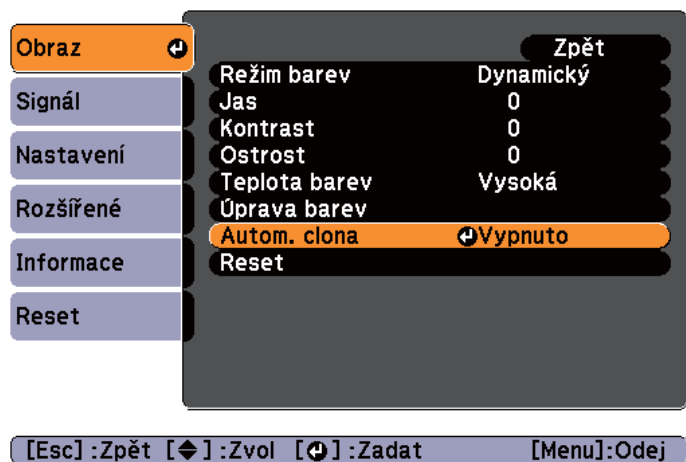 Obraz
Signál
Nastavení
Rozšířené
Informace
Reset
Zpět
Režim barev Dynamický
Jas 0
Kontrast 0
Ostrost 0
Teplota barev Vysoká
Úprava barev
Autom. clona Vypnuto
Reset
[Esc] :Zpět [◆] :Zvol [⏎] :Zadat [Menu]:Odej